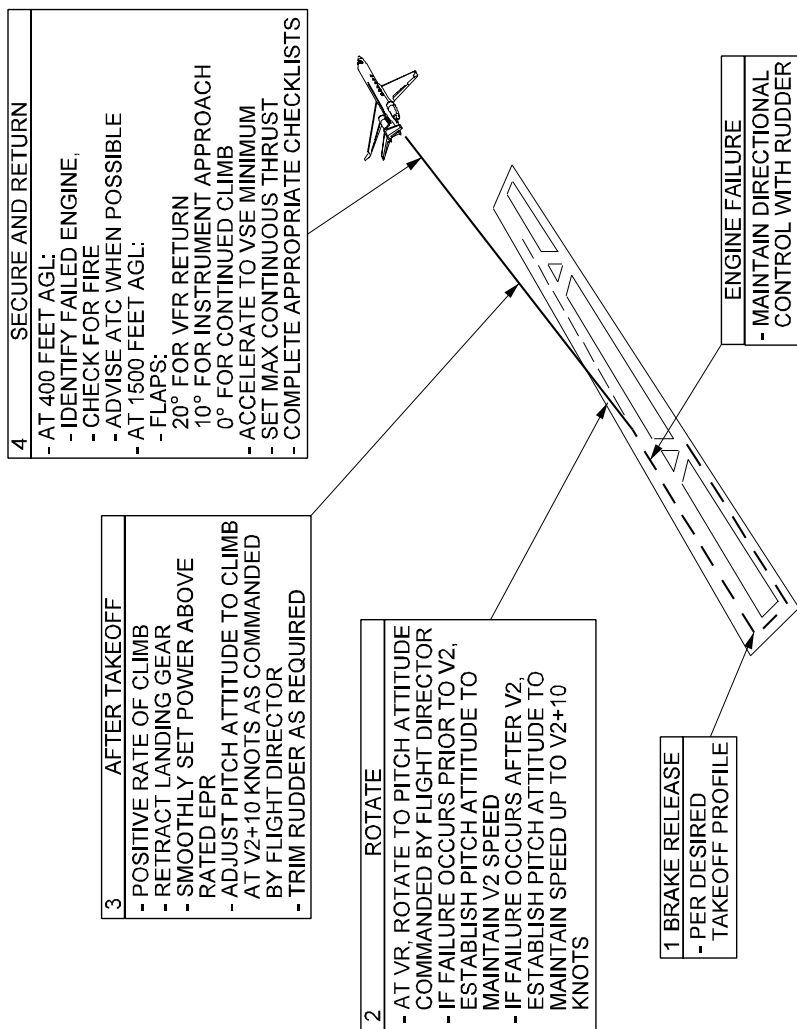 1 BRAKE RELEASE
- PER DESIRED
TAKEOFF PROFILE
2 ROTATE
- AT VR, ROTATE TO PITCH ATTITUDE
COMMANDED BY FLIGHT DIRECTOR
- IF FAILURE OCCURS PRIOR TO V2,
ESTABLISH PITCH ATTITUDE TO
MAINTAIN V2 SPEED
- IF FAILURE OCCURS AFTER V2,
ESTABLISH PITCH ATTITUDE TO
MAINTAIN SPEED UP TO V2+10
KNOTS
3 AFTER TAKEOFF
- POSITIVE RATE OF CLIMB
- RETRACT LANDING GEAR
- SMOOTHLY SET POWER ABOVE
RATED EPR
- ADJUST PITCH ATTITUDE TO CLIMB
AT V2+10 KNOTS AS COMMANDED
BY FLIGHT DIRECTOR
- TRIM RUDDER AS REQUIRED
4 SECURE AND RETURN
- AT 400 FEET AGL:
- IDENTIFY FAILED ENGINE,
- CHECK FOR FIRE
- ADVISE ATC WHEN POSSIBLE
- AT 1500 FEET AGL:
- FLAPS:
20° FOR VFR RETURN
10° FOR INSTRUMENT APPROACH
0° FOR CONTINUED CLIMB
- ACCELERATE TO VSE MINIMUM
- SET MAX CONTINUOUS THRUST
- COMPLETE APPROPRIATE CHECKLISTS
ENGINE FAILURE
- MAINTAIN DIRECTIONAL
CONTROL WITH RUDDER